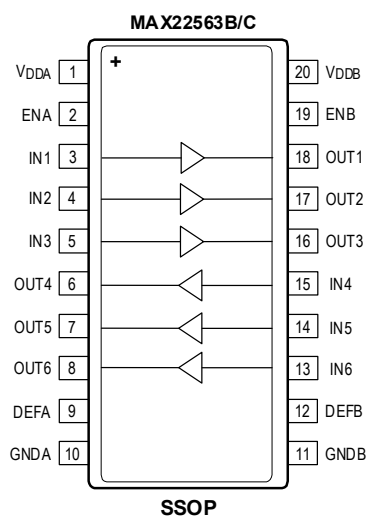 MAX22563B/C
+
VDDA 1 20 VDDB
ENA 2 19 ENB
IN1 3 18 OUT1
IN2 4 17 OUT2
IN3 5 16 OUT3
OUT4 6 15 IN4
OUT5 7 14 IN5
OUT6 8 13 IN6
DEFA 9 12 DEFB
GNDA 10 11 GNDB
SSOP